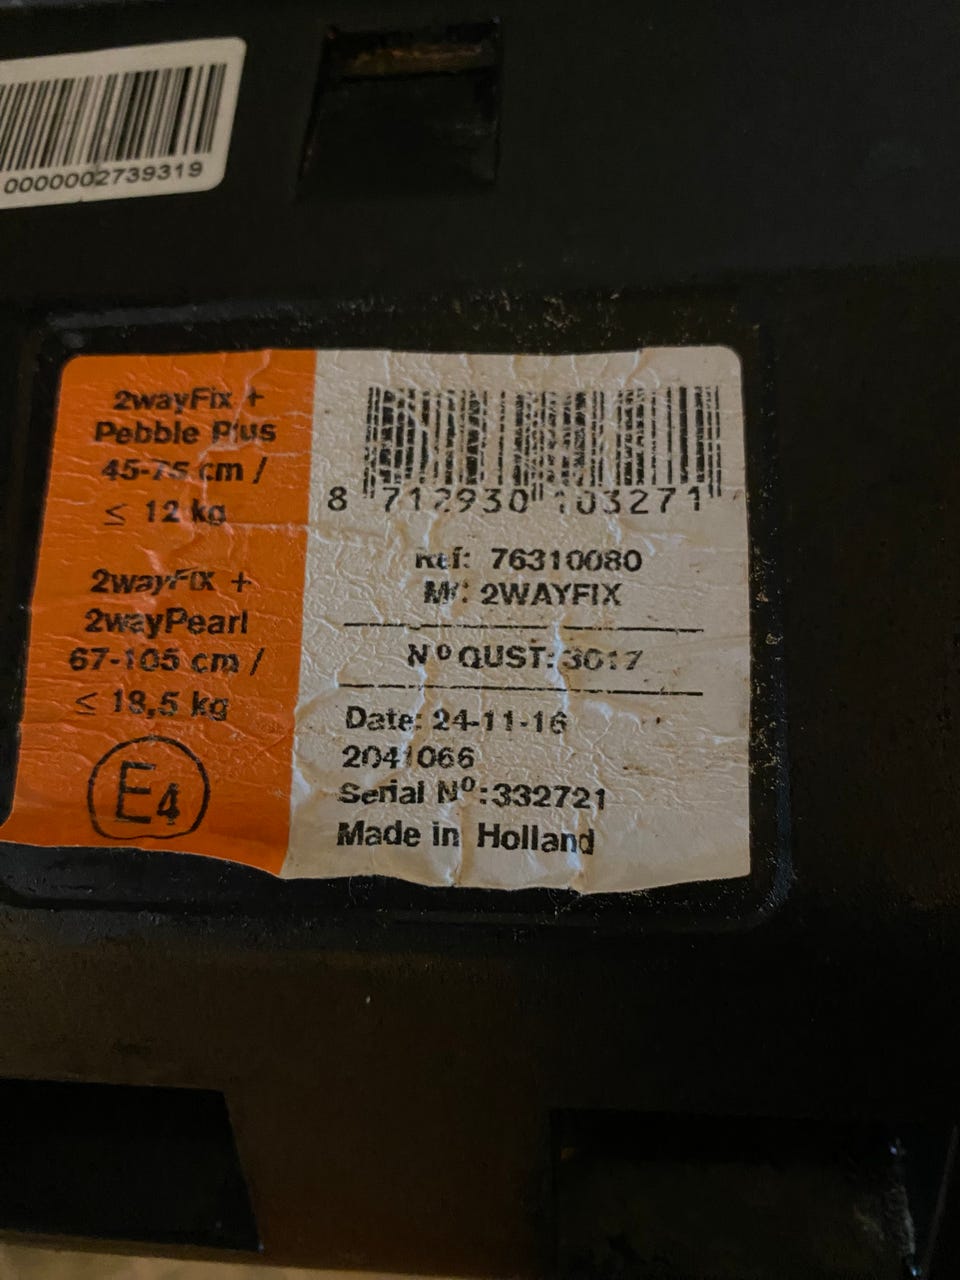 0000002739319
2wayFix +
Pebble Plus
45-75 cm /
≤ 12 kg
2wayFix +
2wayPearl
67-105 cm /
≤ 18,5 kg
E4
8 712930 103271
Ref: 76310080
2WAYFIX
Nº QUST: 3017
Date: 24-11-16
2041066
Serial Nº:332721
Made in Holland